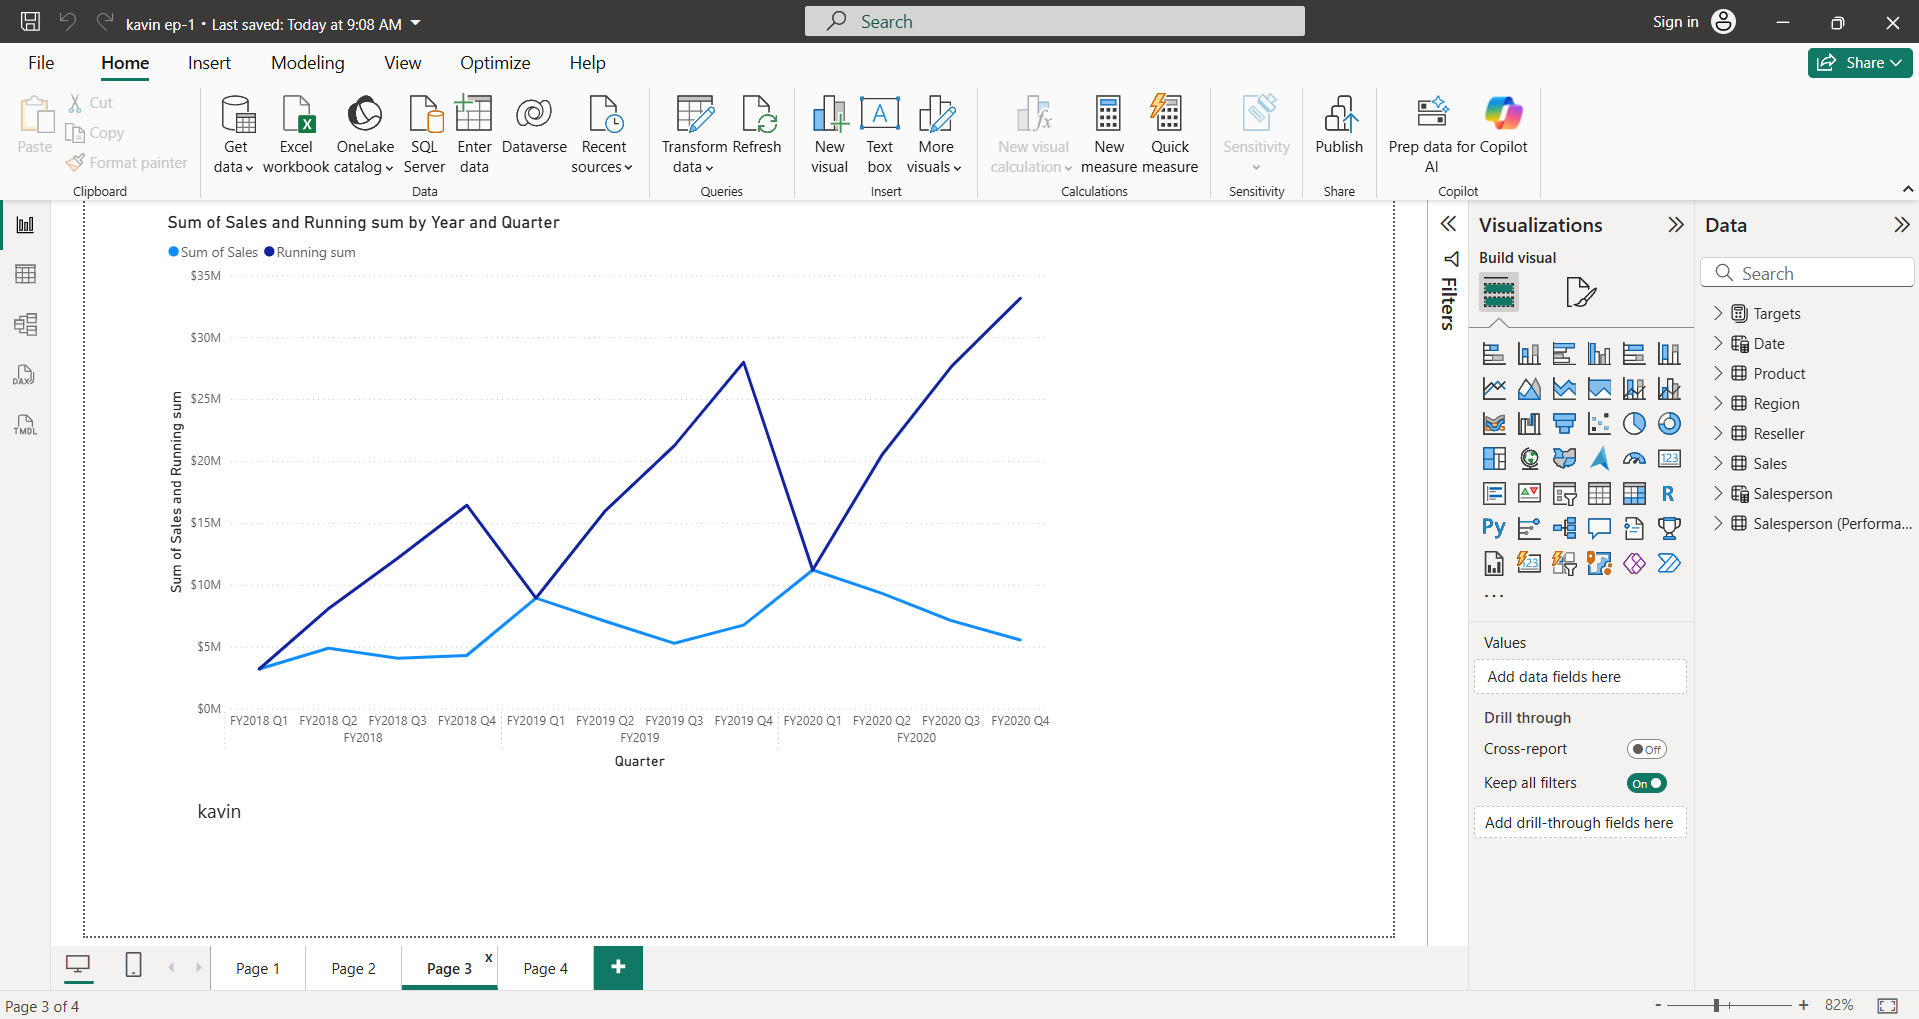 kavin ep-1 • Last saved: Today at 9:08 AM
Search
Sign in
File Home Insert Modeling View Optimize Help
Share
Paste
Cut
Copy
Format painter
Clipboard
Get data
Excel workbook
OneLake catalog
SQL Server
Enter data
Dataverse
Recent sources
Data
Transform data
Refresh
Queries
New visual
Text box
More visuals
Insert
New visual calculation
New measure
Quick measure
Calculations
Sensitivity
Sensitivity
Publish
Share
Prep data for AI
Copilot
Copilot
DAX
TMDL
Sum of Sales and Running sum by Year and Quarter
Sum of Sales Running sum
$35M
$30M
$25M
$20M
$15M
$10M
$5M
$0M
Sum of Sales and Running sum
FY2018 Q1 FY2018 Q2 FY2018 Q3 FY2018 Q4 FY2019 Q1 FY2019 Q2 FY2019 Q3 FY2019 Q4 FY2020 Q1 FY2020 Q2 FY2020 Q3 FY2020 Q4
FY2018 FY2019 FY2020
Quarter
kavin
Filters
Visualizations
Build visual
123
R
Py
123
...
Values
Add data fields here
Drill through
Cross-report Off
Keep all filters On
Add drill-through fields here
Data
Search
Targets
Date
Product
Region
Reseller
Sales
Salesperson
Salesperson (Performa...
Page 1 Page 2 Page 3 x Page 4 +
Page 3 of 4
- + 82%